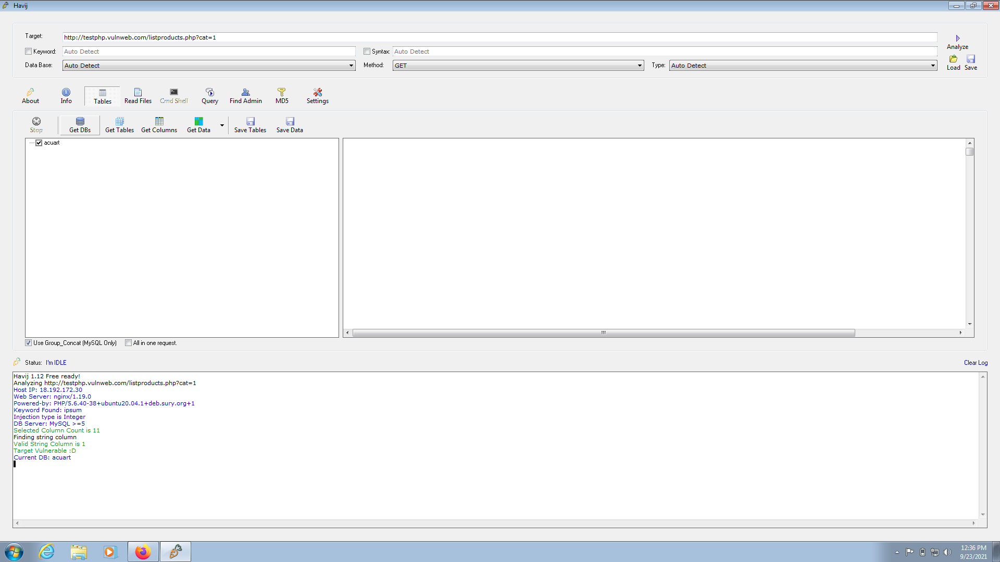 Havij
Target: http://testphp.vulnweb.com/listproducts.php?cat=1
Analyze
Keyword: Auto Detect Syntax: Auto Detect
Data Base: Auto Detect Method: GET Type: Auto Detect
Load Save
About Info Tables Read Files Cmd Shell Query Find Admin MD5 Settings
Stop Get DBs Get Tables Get Columns Get Data Save Tables Save Data
acuart
Use Group_Concat (MySQL Only) All in one request.
Status: I'm IDLE Clear Log
Havij 1.12 Free ready!
Analyzing http://testphp.vulnweb.com/listproducts.php?cat=1
Host IP: 18.192.172.30
Web Server: nginx/1.19.0
Powered-by: PHP/5.6.40-38+ubuntu20.04.1+deb.sury.org+1
Keyword Found: ipsum
Injection type is Integer
DB Server: MySQL >=5
Selected Column Count is 11
Finding string column
Valid String Column is 1
Target Vulnerable :D
Current DB: acuart
12:36 PM
9/23/2021